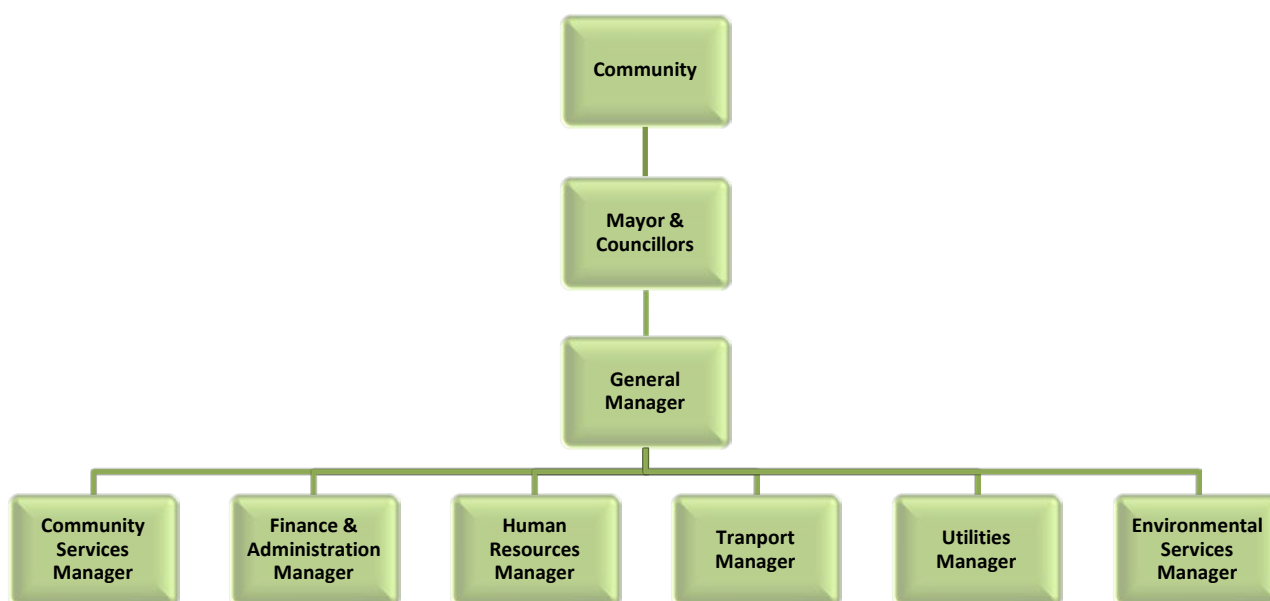 Community
Mayor &
Councillors
General
Manager
Community
Services
Manager
Finance &
Administration
Manager
Human
Resources
Manager
Tranport
Manager
Utilities
Manager
Environmental
Services
Manager